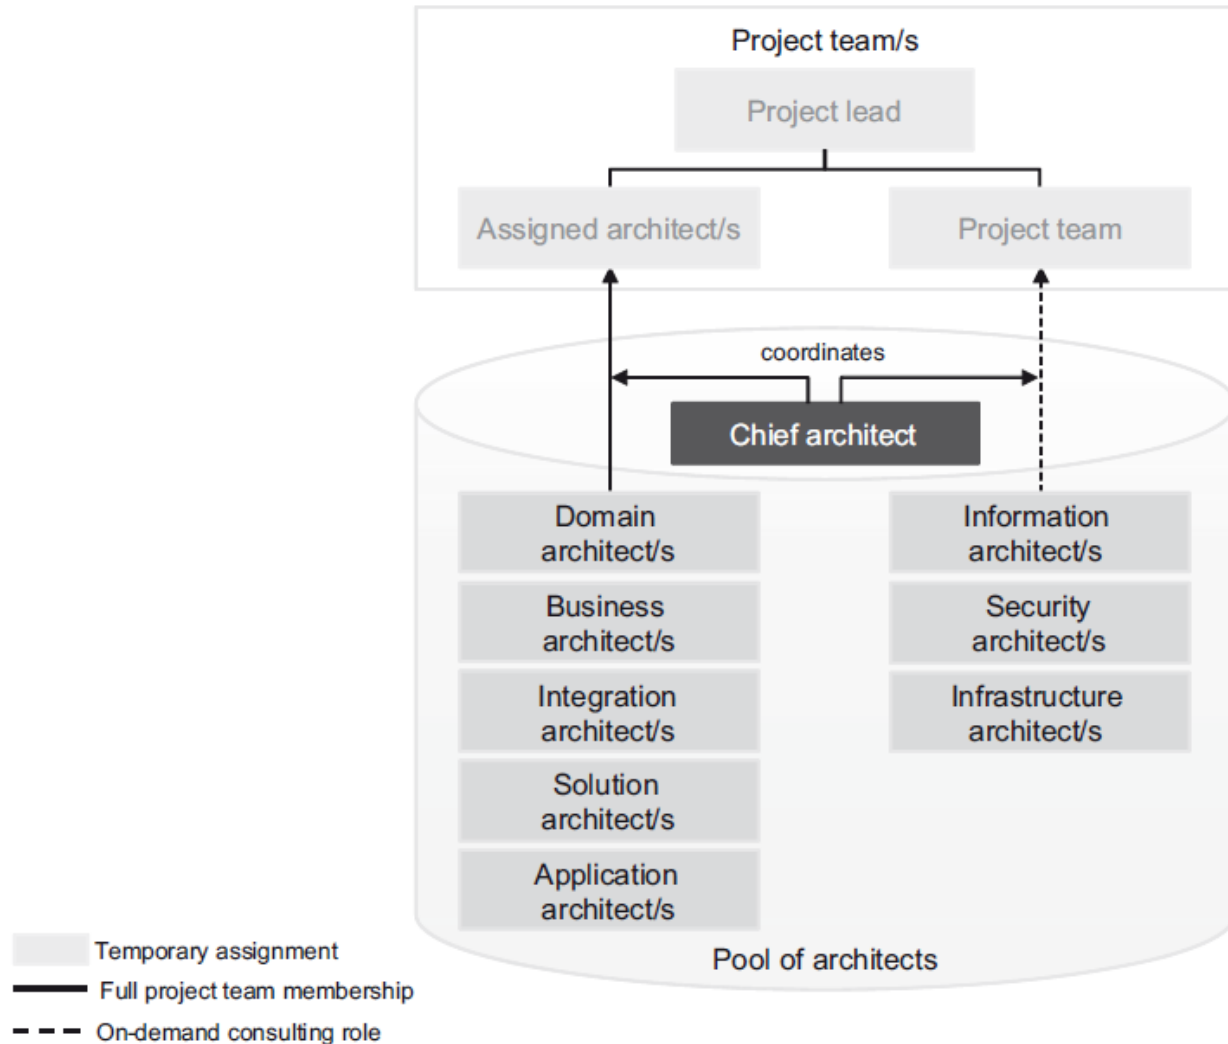 Project team/s
Project lead
Assigned architect/s
Project team
coordinates
Chief architect
Domain
architect/s
Information
architect/s
Business
architect/s
Security
architect/s
Integration
architect/s
Infrastructure
architect/s
Solution
architect/s
Application
architect/s
Pool of architects
Temporary assignment
Full project team membership
On-demand consulting role